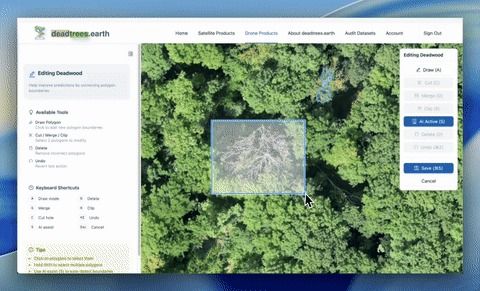 deadtrees.earth
Home
Satellite Products
Drone Products
About deadtrees.earth
Audit Datasets
Account
Sign Out
Editing Deadwood
Help improve predictions by correcting polygon
boundaries
Available Tools
Draw Polygon
Click to add new polygon boundaries
Cut / Merge / Clip
Select 2 polygons to modify
Delete
Remove incorrect polygons
Undo
Revert last action
Keyboard Shortcuts
A Draw mode
D Delete
G Merge
X Clip
C Cut hole
Undo
S AI assist
Esc Cancel
Tips
Click on polygons to select them
Hold Shift to select multiple polygons
Use AI assist (S) to auto-detect boundaries
Editing Deadwood
Draw (A)
Cut (C)
Merge (G)
Clip (X)
AI Active (S)
Delete (D)
Undo (⌘Z)
Save (⌘S)
Cancel